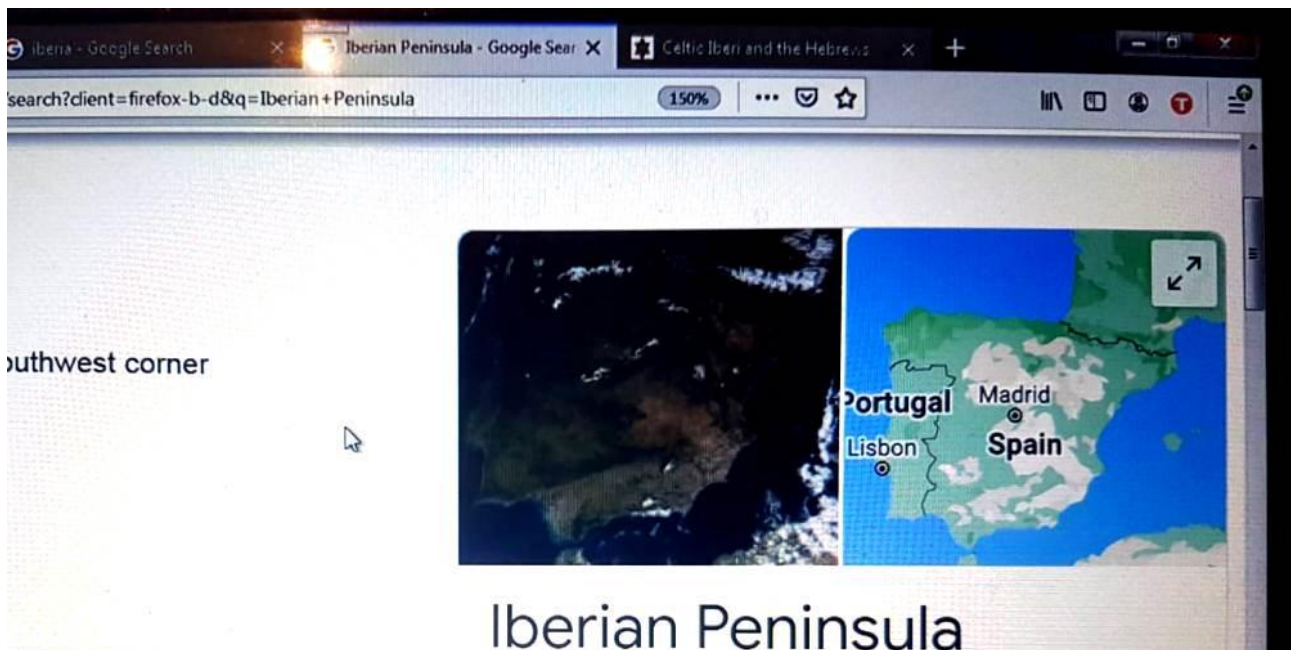 iberia - Google Search
Iberian Peninsula - Google Sear
Celtic Iberi and the Hebrews
search?client=firefox-b-d&q=Iberian+Peninsula
150%
T
outhwest corner
Portugal
Madrid
Lisbon
Spain
Iberian Peninsula